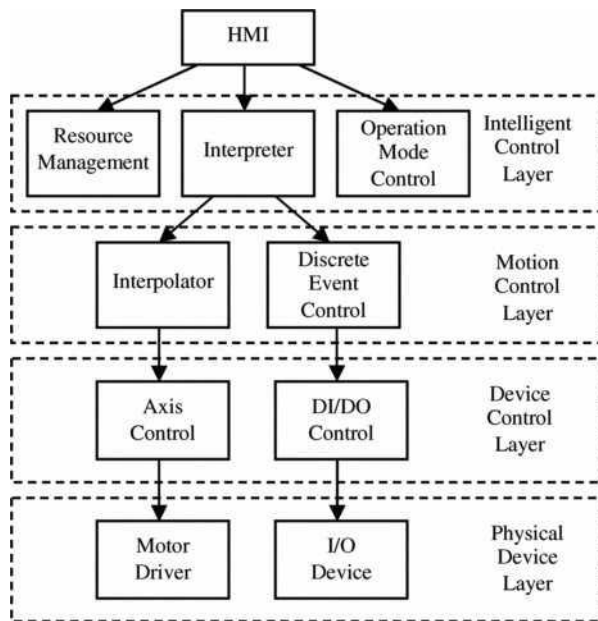 HMI
Resource
Management
Interpreter
Operation
Mode
Control
Intelligent
Control
Layer
Interpolator
Discrete
Event
Control
Motion
Control
Layer
Axis
Control
DI/DO
Control
Device
Control
Layer
Motor
Driver
I/O
Device
Physical
Device
Layer